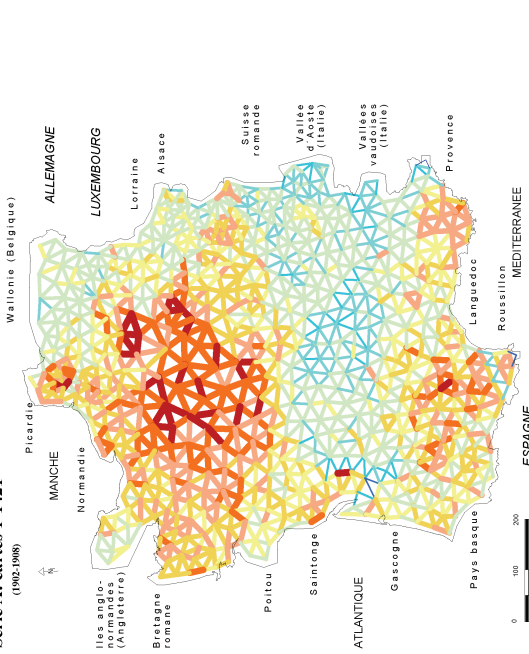 (1902-1908)
Wallonie (Belgique)
Picardie
ALLEMAGNE
MANCHE
Normandie
LUXEMBOURG
N
Iles anglo-
normandes
(Angleterre)
Lorraine
Alsace
Bretagne
romane
Suisse
romande
Poitou
Vallée
d'Aoste
(Italie)
Saintonge
Vallées
vaudoises
(Italie)
ATLANTIQUE
Gascogne
Provence
Pays basque
Languedoc
Roussillon
MEDITERRANEE
ESPAGNE
0 100 200